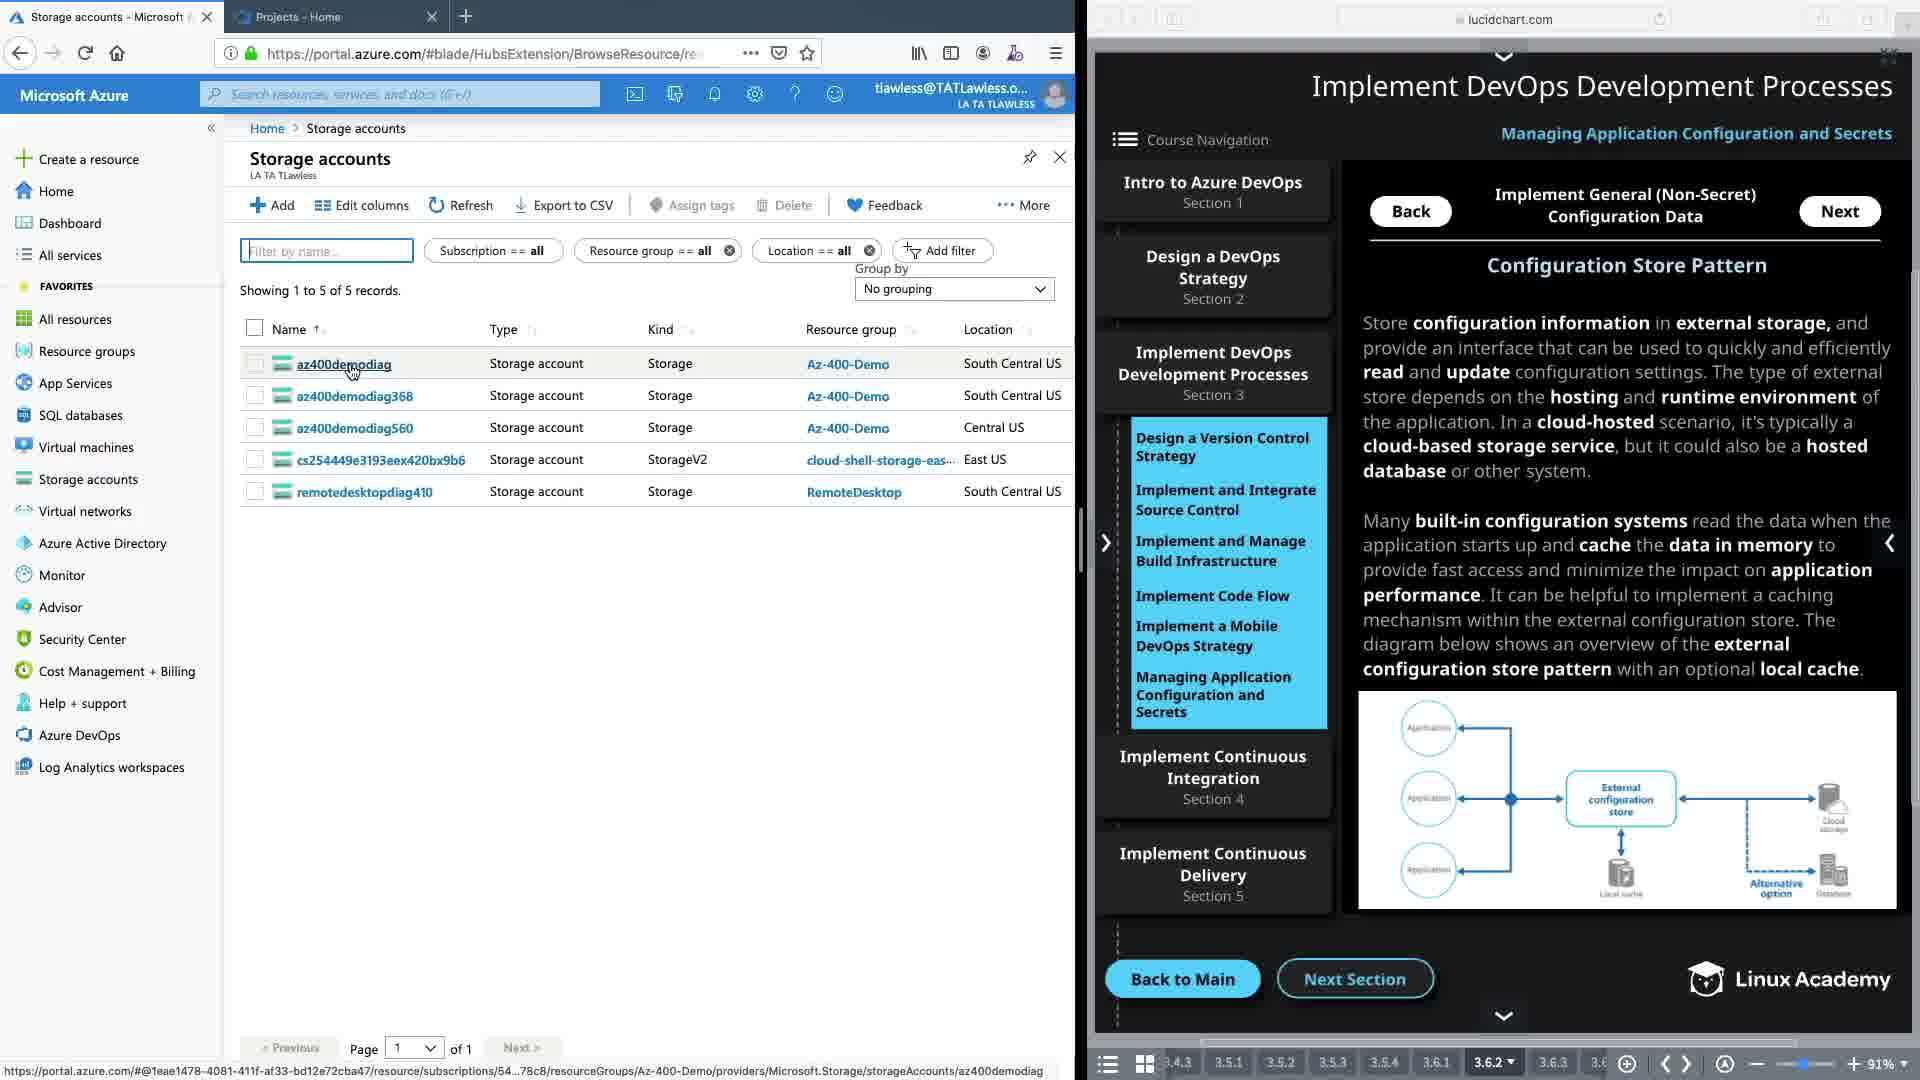 Storage accounts - Microsoft
Projects - Home
https://portal.azure.com/#blade/HubsExtension/BrowseResource/re
Microsoft Azure
Search resources, services, and docs (G+/)
tlawless@TATLawless.o...
LA TA TLAWLESS
Create a resource
Home
Dashboard
All services
FAVORITES
All resources
Resource groups
App Services
SQL databases
Virtual machines
Storage accounts
Virtual networks
Azure Active Directory
Monitor
Advisor
Security Center
Cost Management + Billing
Help + support
Azure DevOps
Log Analytics workspaces
Home > Storage accounts
Storage accounts
LA TA TLawless
Add Edit columns Refresh Export to CSV Assign tags Delete Feedback ··· More
Filter by name...
Subscription == all
Resource group == all
Location == all
Add filter
Group by
Showing 1 to 5 of 5 records.
No grouping
Name Type Kind Resource group Location
az400demodiag Storage account Storage Az-400-Demo South Central US
az400demodiag368 Storage account Storage Az-400-Demo South Central US
az400demodiag560 Storage account Storage Az-400-Demo Central US
cs254449e3193eex420bx9b6 Storage account StorageV2 cloud-shell-storage-eas... East US
remotedesktopdiag410 Storage account Storage RemoteDesktop South Central US
< Previous Page 1 of 1 Next >
https://portal.azure.com/#@1eae1478-4081-411f-af33-bd12e72cba47/resource/subscriptions/54...78c8/resourceGroups/Az-400-Demo/providers/Microsoft.Storage/storageAccounts/az400demodiag
lucidchart.com
Implement DevOps Development Processes
Managing Application Configuration and Secrets
Course Navigation
Intro to Azure DevOps
Section 1
Design a DevOps
Strategy
Section 2
Implement DevOps
Development Processes
Section 3
Design a Version Control
Strategy
Implement and Integrate
Source Control
Implement and Manage
Build Infrastructure
Implement Code Flow
Implement a Mobile
DevOps Strategy
Managing Application
Configuration and
Secrets
Implement Continuous
Integration
Section 4
Implement Continuous
Delivery
Section 5
Back to Main
Next Section
Back
Implement General (Non-Secret)
Configuration Data
Next
Configuration Store Pattern
Store configuration information in external storage, and
provide an interface that can be used to quickly and efficiently
read and update configuration settings. The type of external
store depends on the hosting and runtime environment of
the application. In a cloud-hosted scenario, it's typically a
cloud-based storage service, but it could also be a hosted
database or other system.
Many built-in configuration systems read the data when the
application starts up and cache the data in memory to
provide fast access and minimize the impact on application
performance. It can be helpful to implement a caching
mechanism within the external configuration store. The
diagram below shows an overview of the external
configuration store pattern with an optional local cache.
Application
Application
Application
External
configuration
store
Local cache
Cloud
storage
Alternative
option
Database
Linux Academy
3.4.3 3.5.1 3.5.2 3.5.3 3.5.4 3.6.1 3.6.2 3.6.3
91%